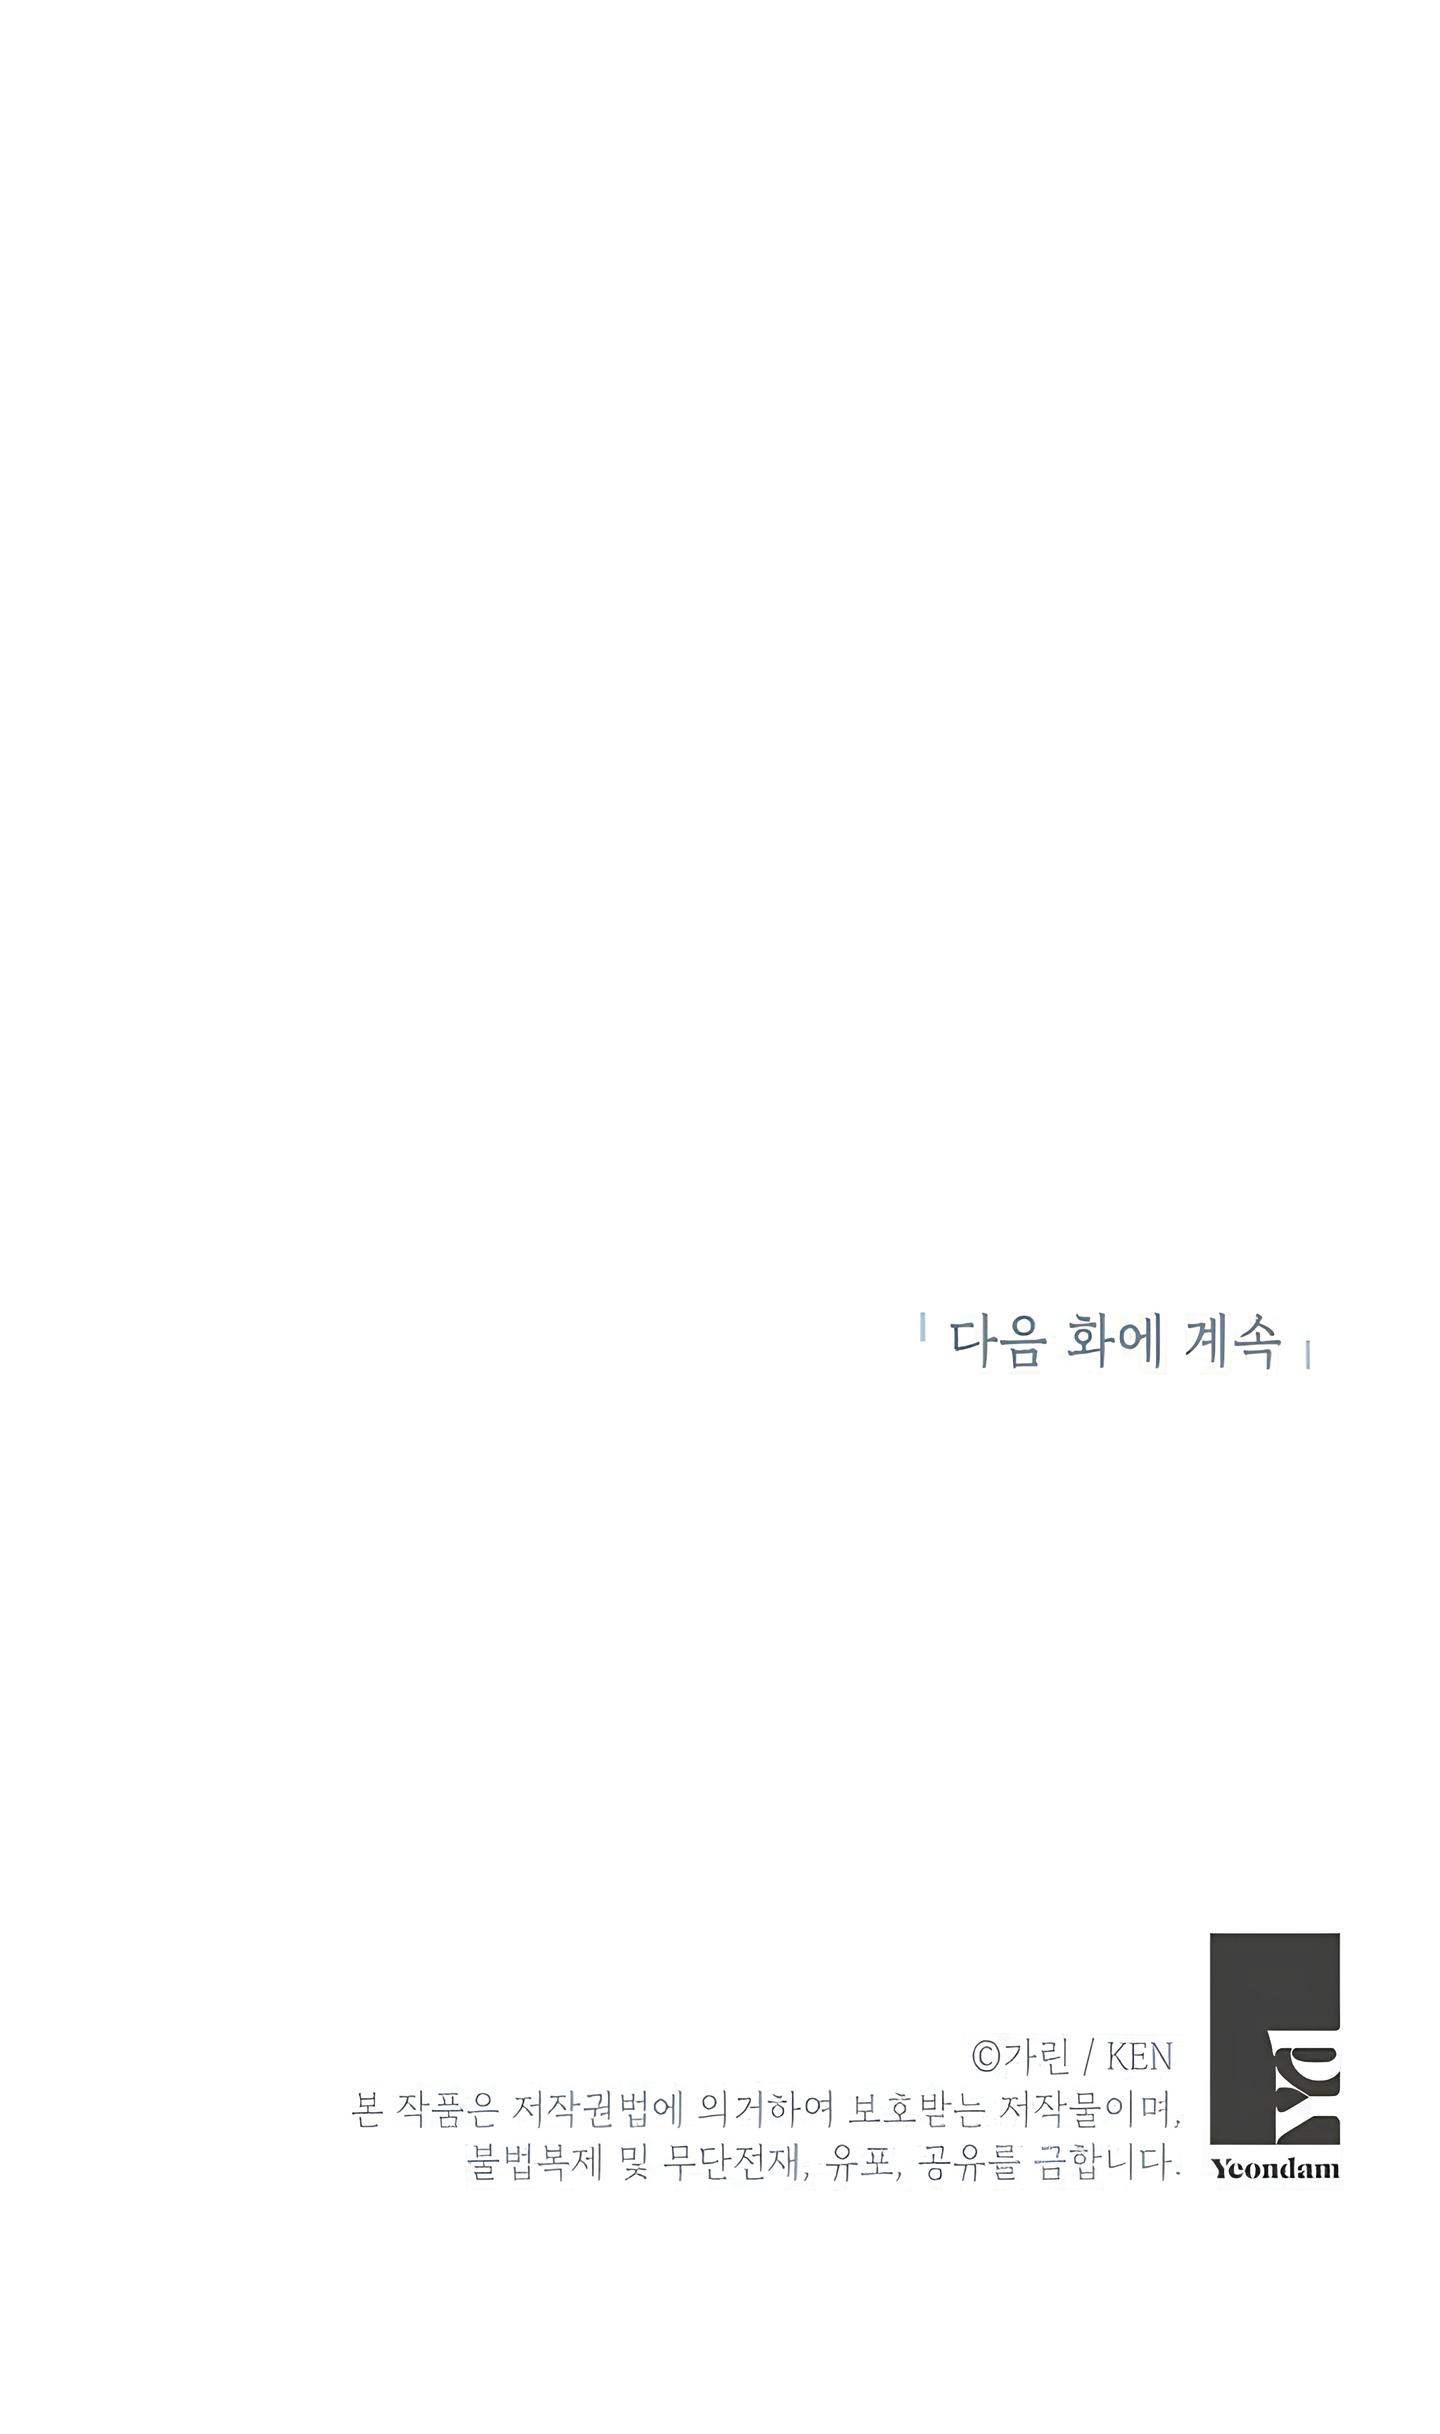 다음 화에 계속
©가린 / KEN
본 작품은 저작권법에 의거하여 보호받는 저작물이며,
불법복제 및 무단전재, 유포, 공유를 금합니다.
Yd
Yeondam